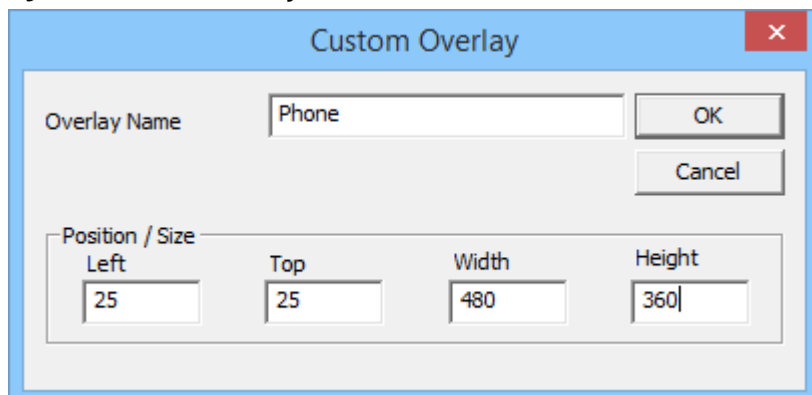 Custom Overlay
Overlay Name Phone OK
Cancel
Position / Size
Left Top Width Height
25 25 480 360